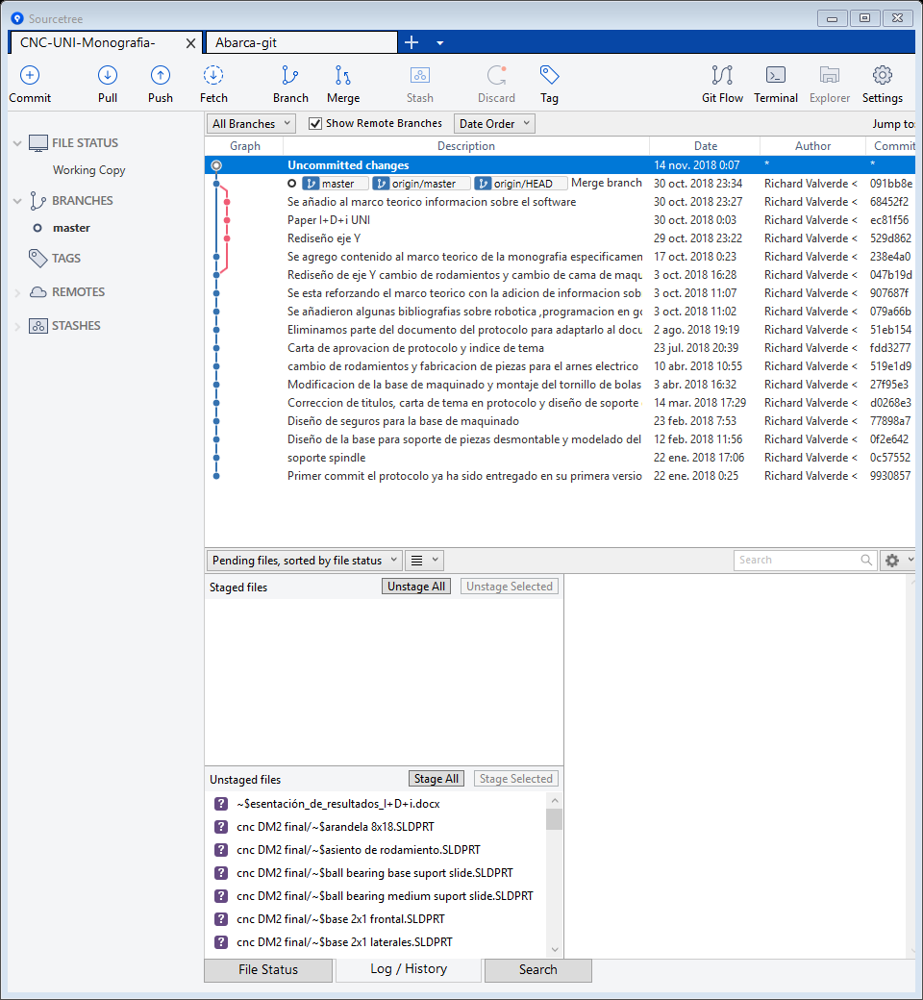 Sourcetree
CNC-UNI-Monografia- Abarca-git
Commit Pull Push Fetch Branch Merge Stash Discard Tag Git Flow Terminal Explorer Settings
All Branches Show Remote Branches Date Order Jump to:
FILE STATUS
Working Copy
BRANCHES
master
TAGS
REMOTES
STASHES
Graph Description Date Author Commit
Uncommitted changes 14 nov. 2018 0:07 * *
master origin/master origin/HEAD Merge branch 30 oct. 2018 23:34 Richard Valverde < 091bb8e
Se añadio al marco teorico informacion sobre el software 30 oct. 2018 23:27 Richard Valverde < 68452f2
Paper I+D+i UNI 30 oct. 2018 0:03 Richard Valverde < ec81f56
Rediseño eje Y 29 oct. 2018 23:22 Richard Valverde < 529d862
Se agrego contenido al marco teorico de la monografia especificamen 17 oct. 2018 0:23 Richard Valverde < 238e4a0
Rediseño de eje Y cambio de rodamientos y cambio de cama de maqu 3 oct. 2018 16:28 Richard Valverde < 047b19d
Se esta reforzando el marco teorico con la adicion de informacion sob 3 oct. 2018 11:07 Richard Valverde < 907687f
Se añadieron algunas bibliografias sobre robotica ,programacion en go 3 oct. 2018 11:02 Richard Valverde < 079a66b
Eliminamos parte del documento del protocolo para adaptarlo al docu 2 ago. 2018 19:19 Richard Valverde < 51eb154
Carta de aprovacion de protocolo y indice de tema 23 jul. 2018 20:39 Richard Valverde < fdd3277
cambio de rodamientos y fabricacion de piezas para el arnes electrico 10 abr. 2018 10:55 Richard Valverde < 519e1d9
Modificacion de la base de maquinado y montaje del tornillo de bolas 3 abr. 2018 16:32 Richard Valverde < 27f95e3
Correccion de titulos, carta de tema en protocolo y diseño de soporte 14 mar. 2018 17:29 Richard Valverde < d0268e3
Diseño de seguros para la base de maquinado 23 feb. 2018 7:53 Richard Valverde < 77898a7
Diseño de la base para soporte de piezas desmontable y modelado del 12 feb. 2018 11:56 Richard Valverde < 0f2e642
soporte spindle 22 ene. 2018 17:06 Richard Valverde < 0c57552
Primer commit el protocolo ya ha sido entregado en su primera versio 22 ene. 2018 0:25 Richard Valverde < 9930857
Pending files, sorted by file status Search
Staged files Unstage All Unstage Selected
Unstaged files Stage All Stage Selected
? ~$esentación_de_resultados_I+D+i.docx
? cnc DM2 final/~$arandela 8x18.SLDPRT
? cnc DM2 final/~$asiento de rodamiento.SLDPRT
? cnc DM2 final/~$ball bearing base suport slide.SLDPRT
? cnc DM2 final/~$ball bearing medium suport slide.SLDPRT
? cnc DM2 final/~$base 2x1 frontal.SLDPRT
? cnc DM2 final/~$base 2x1 laterales.SLDPRT
File Status Log / History Search